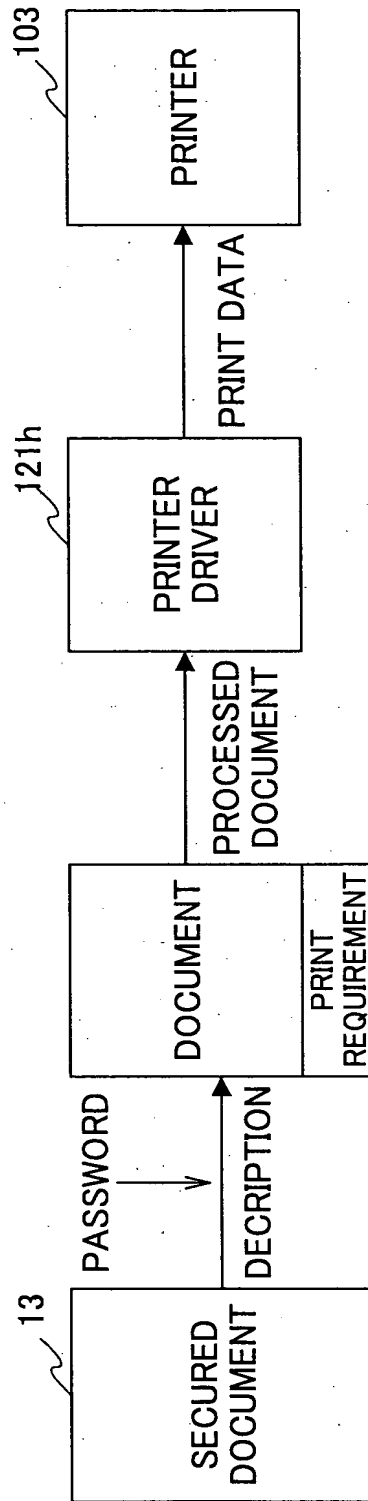 13
SECURED
DOCUMENT
PASSWORD
DECRIPTION
DOCUMENT
PRINT
REQUIREMENT
PROCESSED
DOCUMENT
121h
PRINTER
DRIVER
PRINT DATA
103
PRINTER